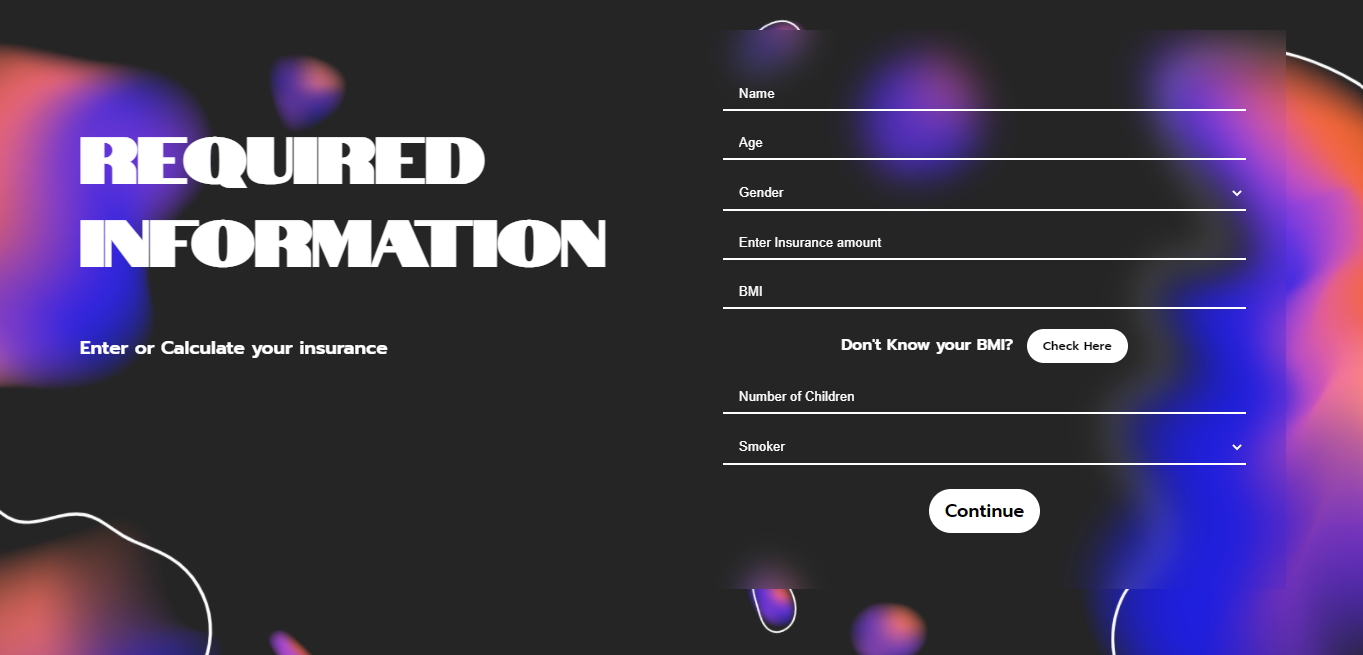 REQUIRED
INFORMATION
Enter or Calculate your insurance
Name
Age
Gender
Enter Insurance amount
BMI
Don't Know your BMI? Check Here
Number of Children
Smoker
Continue